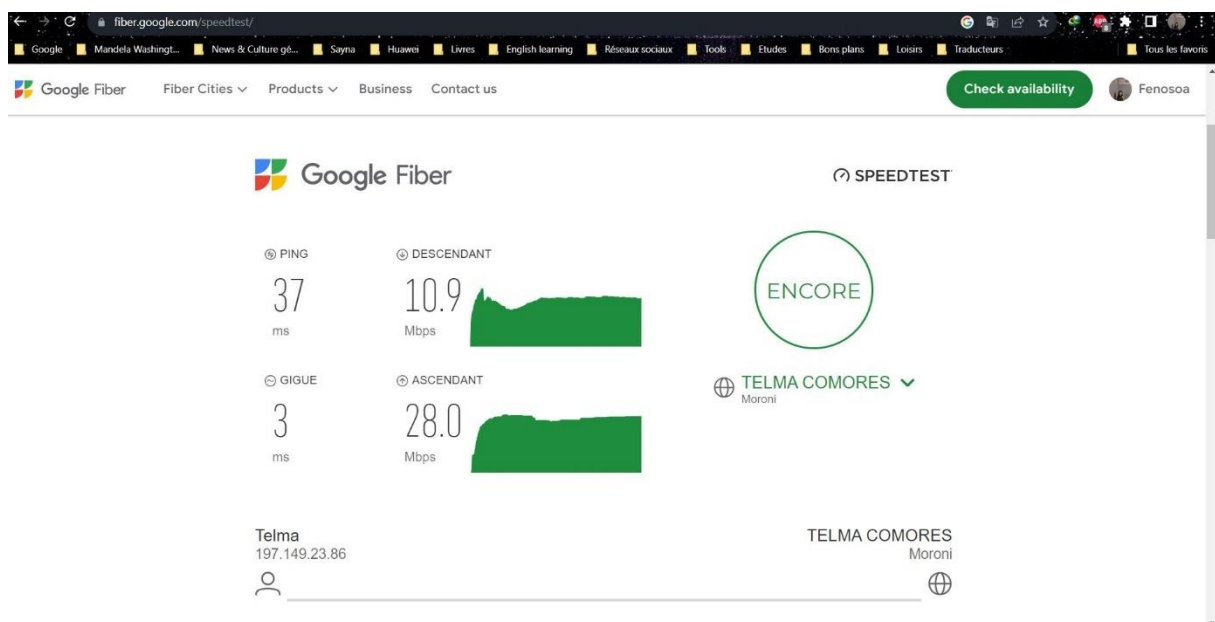 fiber.google.com/speedtest/
Google Mandela Washingt... News & Culture gé... Sayna Huawei Livres English learning Réseaux sociaux Tools Etudes Bons plans Loisirs Traducteurs Tous les favoris
Google Fiber Fiber Cities Products Business Contact us Check availability Fenosoa
Google Fiber SPEEDTEST
PING DESCENDANT
37 10.9
ms Mbps
ENCORE
GIGUE ASCENDANT
3 28.0
ms Mbps
TELMA COMORES
Moroni
Telma TELMA COMORES
197.149.23.86 Moroni